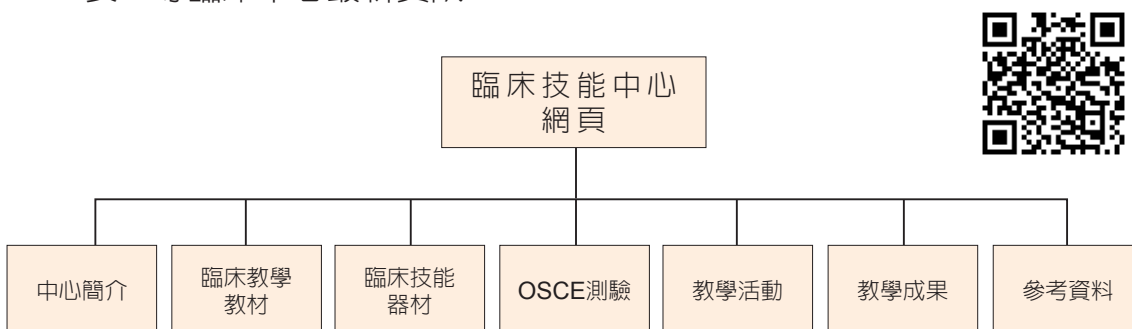 臨床技能中心
網頁
中心簡介
臨床教學
教材
臨床技能
器材
OSCE測驗
教學活動
教學成果
參考資料